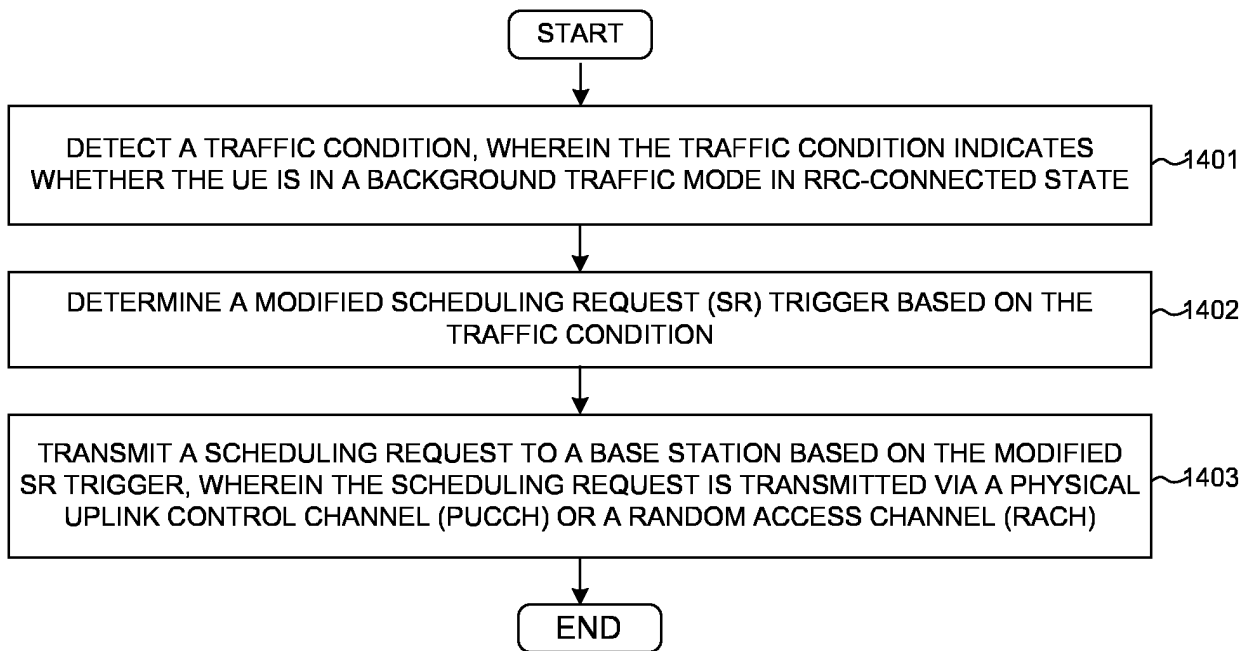 START
DETECT A TRAFFIC CONDITION, WHEREIN THE TRAFFIC CONDITION INDICATES
WHETHER THE UE IS IN A BACKGROUND TRAFFIC MODE IN RRC-CONNECTED STATE
1401
DETERMINE A MODIFIED SCHEDULING REQUEST (SR) TRIGGER BASED ON THE
TRAFFIC CONDITION
1402
TRANSMIT A SCHEDULING REQUEST TO A BASE STATION BASED ON THE MODIFIED
SR TRIGGER, WHEREIN THE SCHEDULING REQUEST IS TRANSMITTED VIA A PHYSICAL
UPLINK CONTROL CHANNEL (PUCCH) OR A RANDOM ACCESS CHANNEL (RACH)
1403
END